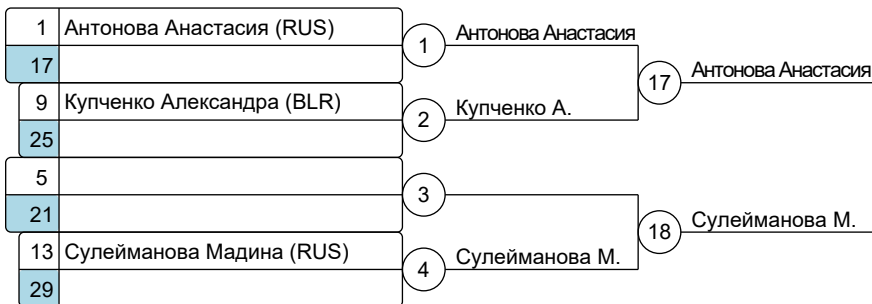 1 Антонова Анастасия (RUS)
17
1 Антонова Анастасия
9 Купченко Александра (BLR)
25
2 Купченко А.
17 Антонова Анастасия
5
21
3
13 Сулейманова Мадина (RUS)
29
4 Сулейманова М.
18 Сулейманова М.